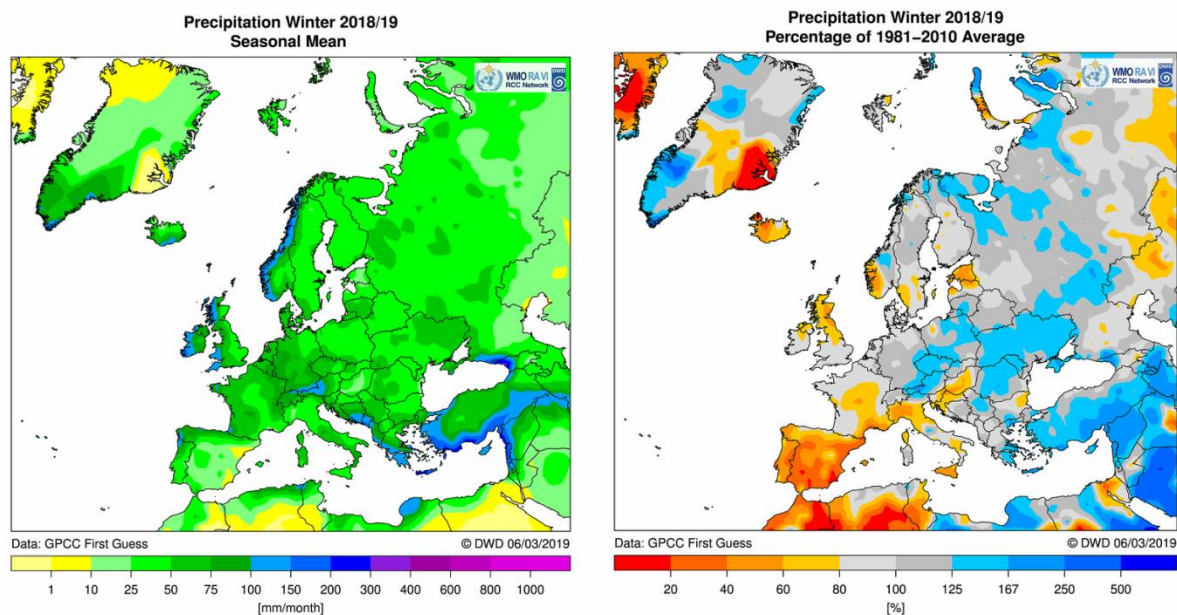 Precipitation Winter 2018/19
Seasonal Mean
WMO RA VI
RCC Network
DWD
Data: GPCC First Guess
© DWD 06/03/2019
1 10 25 50 75 100 150 200 300 400 600 800 1000
[mm/month]
Precipitation Winter 2018/19
Percentage of 1981−2010 Average
WMO RA VI
RCC Network
DWD
Data: GPCC First Guess
© DWD 06/03/2019
20 40 60 80 100 125 167 250 500
[%]